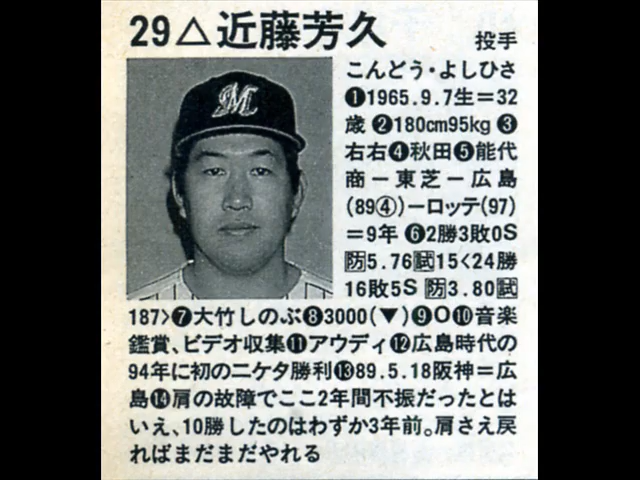 29△近藤芳久 投手
M
こんどう・よしひさ
❶1965.9.7生＝32
歳❷180cm95kg❸
右右❹秋田❺能代
商－東芝－広島
(89④)－ロッテ(97)
＝9年❻2勝3敗0S
防5.76試15<24勝
16敗5S防3.80試
187>❼大竹しのぶ❽3000(▼)❾O❿音楽
鑑賞、ビデオ収集⓫アウディ⓬広島時代の
94年に初の二ケタ勝利⓭89.5.18阪神＝広
島⓮肩の故障でここ2年間不振だったとは
いえ、10勝したのはわずか3年前。肩さえ戻
ればまだまだやれる